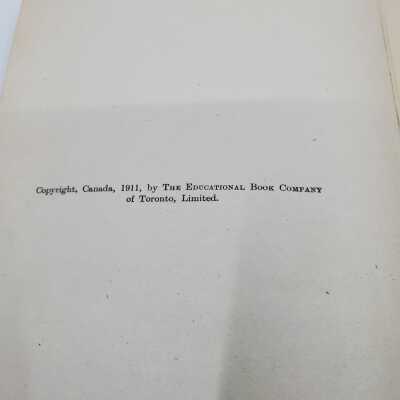 Copyright, Canada, 1911, by The Educational Book Company
of Toronto, Limited.